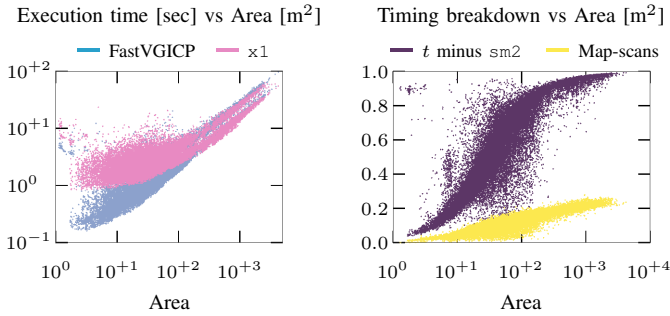 Execution time [sec] vs Area [m²]
FastVGICP x1
10⁺²
10⁺¹
10⁰
10⁻¹
10⁰ 10⁺¹ 10⁺² 10⁺³
Area
Timing breakdown vs Area [m²]
t minus sm2 Map-scans
1.0
0.8
0.6
0.4
0.2
0.0
10⁰ 10⁺¹ 10⁺² 10⁺³ 10⁺⁴
Area